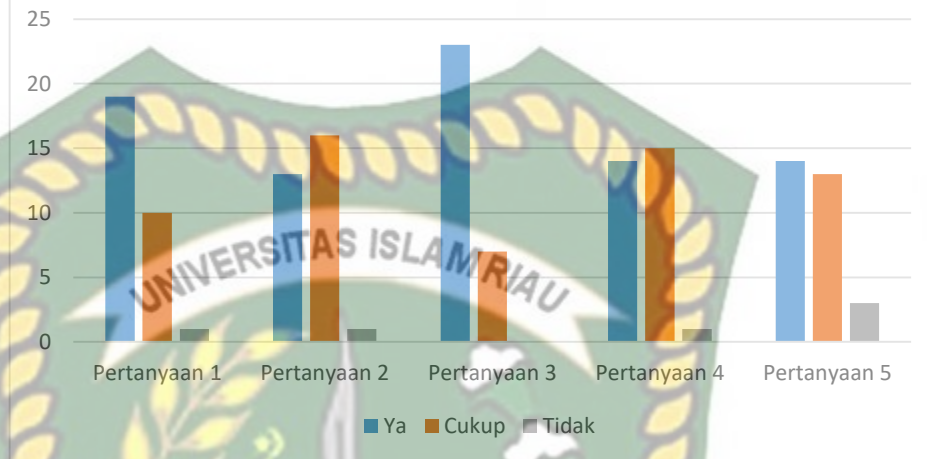 25
20
15
10
5
0
UNIVERSITAS ISLAM RIAU
Pertanyaan 1 Pertanyaan 2 Pertanyaan 3 Pertanyaan 4 Pertanyaan 5
Ya Cukup Tidak